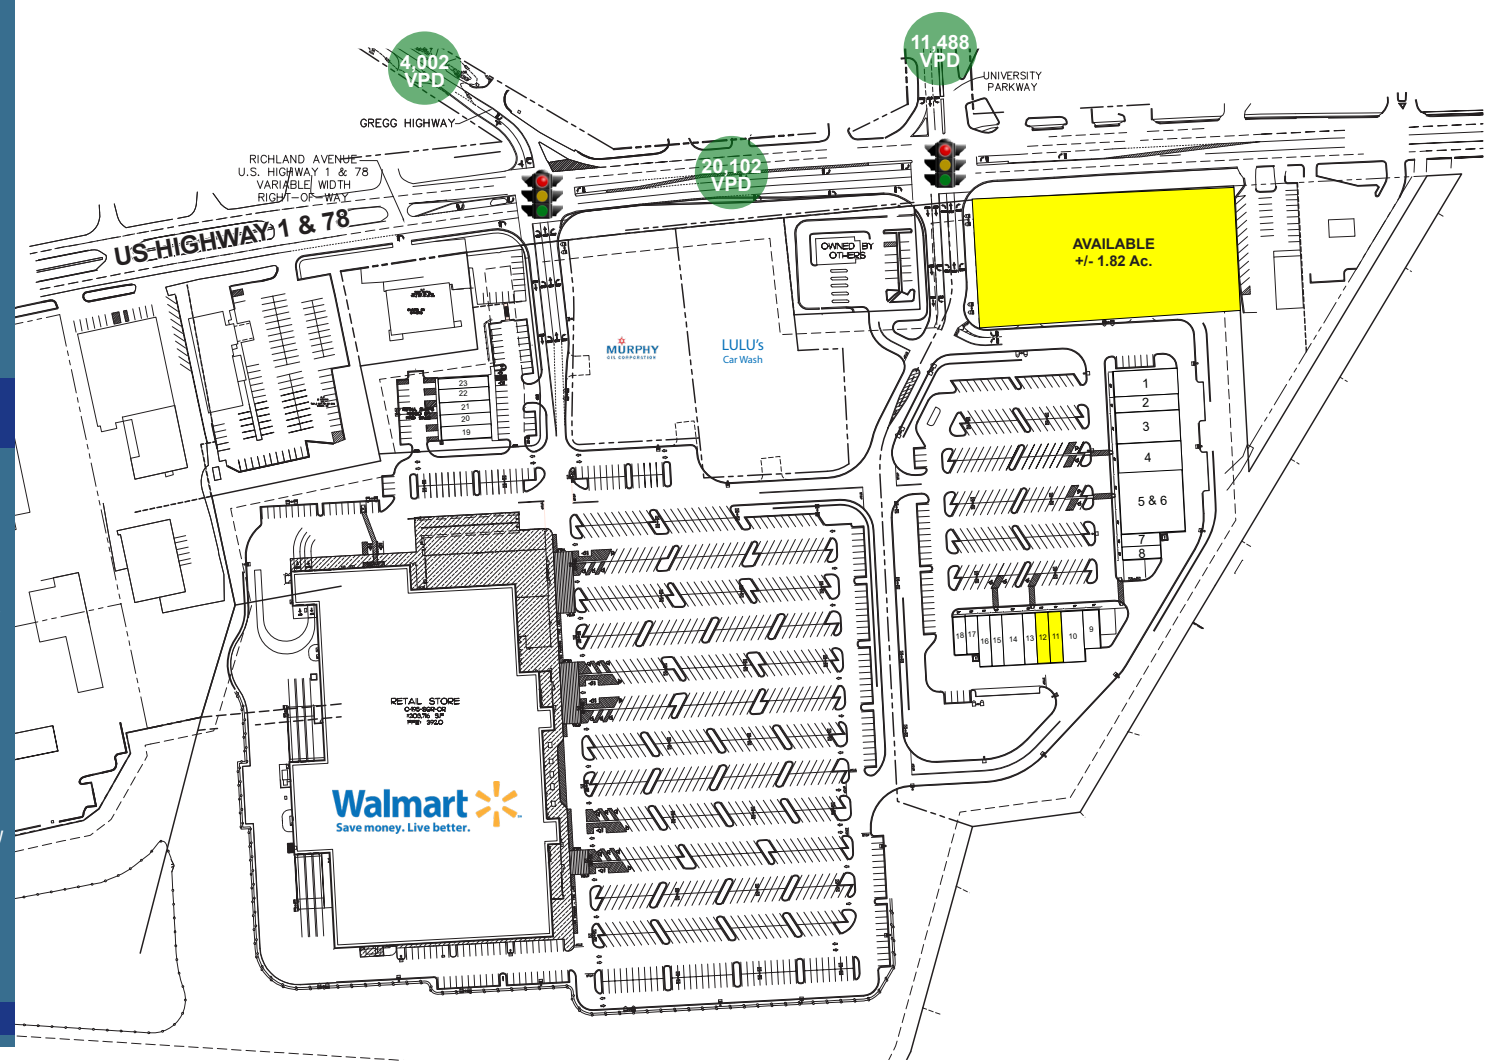 4,002
VPD
11,488
VPD
UNIVERSITY
PARKWAY
GREGG HIGHWAY
20,102
VPD
RICHLAND AVENUE
U.S. HIGHWAY 1 & 78
VARIABLE WIDTH
RIGHT-OF-WAY
US HIGHWAY 1 & 78
OWNED BY
OTHERS
AVAILABLE
+/- 1.82 Ac.
MURPHY
OIL CORPORATION
LULU's
Car Wash
23
22
21
20
19
1
2
3
4
5 & 6
7
8
18
17
16
15
14
13
12
11
10
9
RETAIL STORE
Walmart
Save money. Live better.